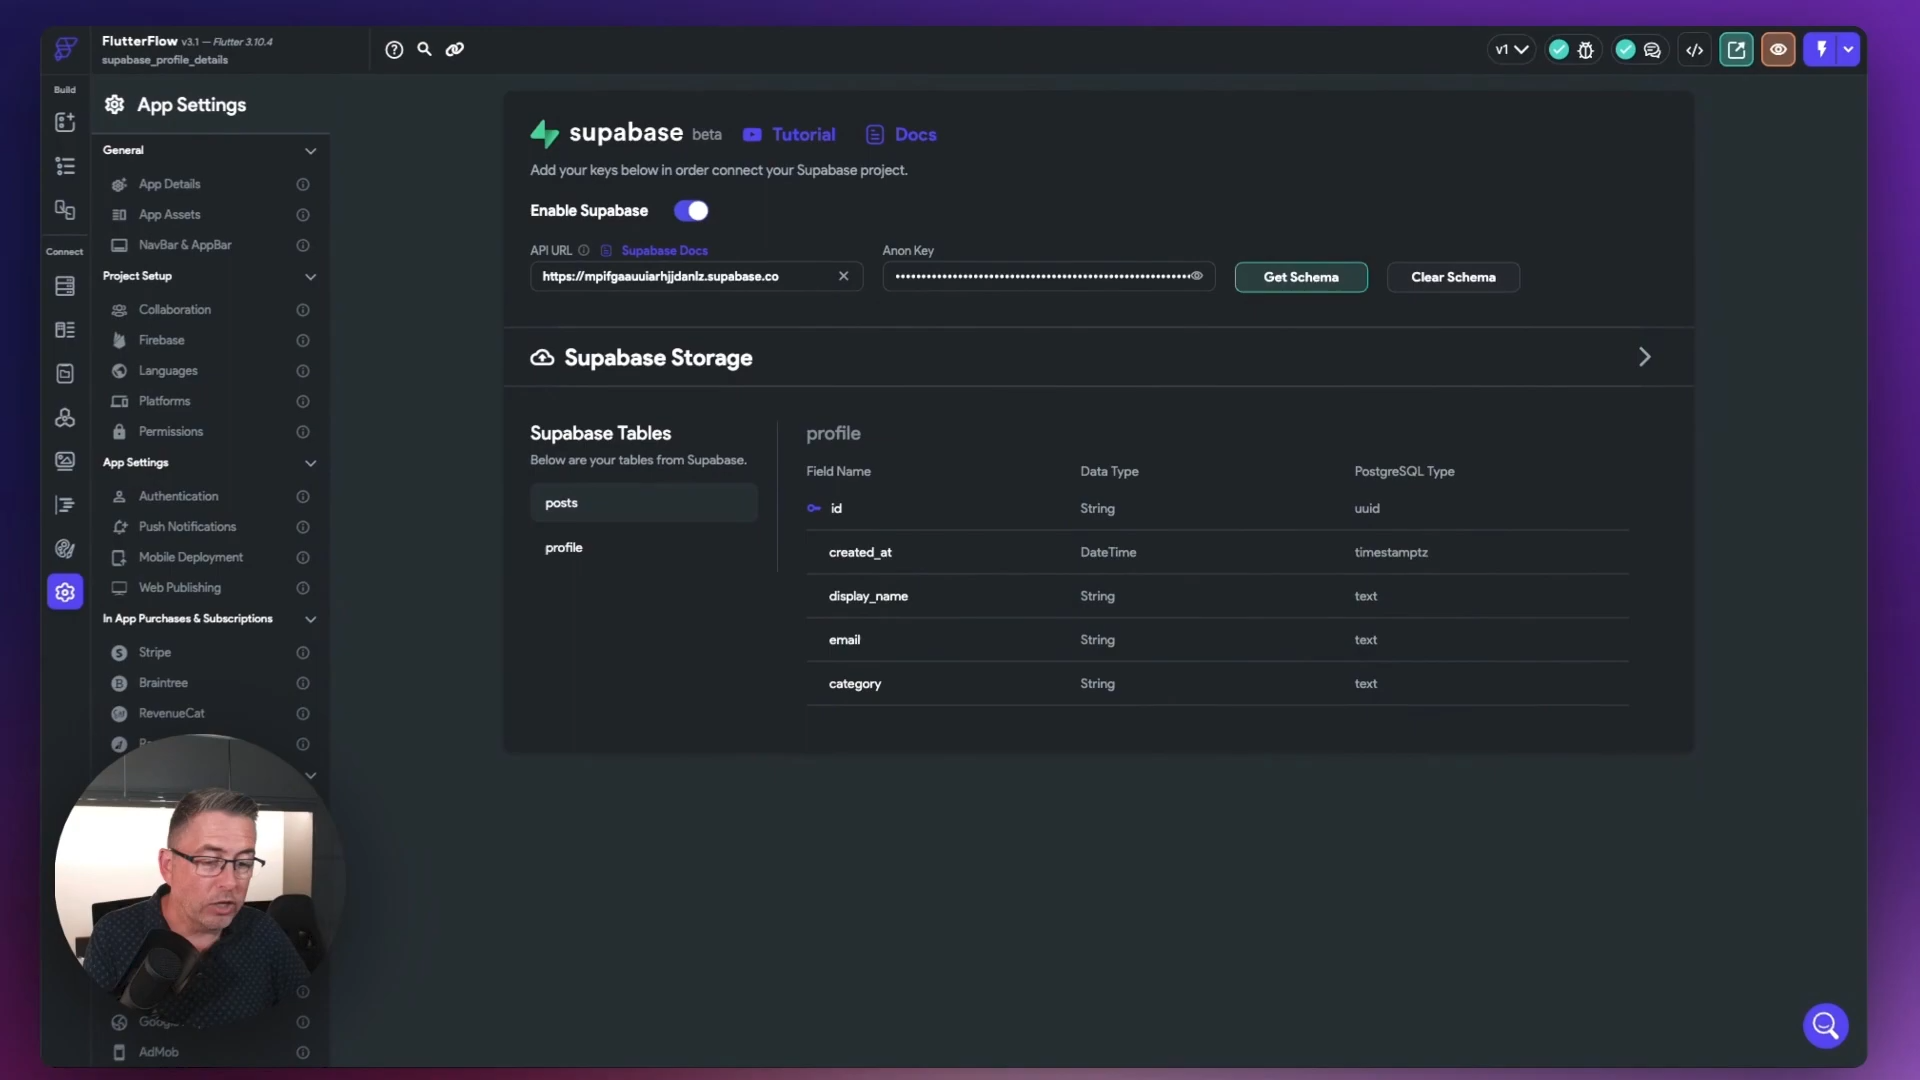 FlutterFlow v3.1 — Flutter 3.10.4
supabase_profile_details
v1
Build
Connect
App Settings
General
App Details
App Assets
NavBar & AppBar
Project Setup
Collaboration
Firebase
Languages
Platforms
Permissions
App Settings
Authentication
Push Notifications
Mobile Deployment
Web Publishing
In App Purchases & Subscriptions
Stripe
Braintree
RevenueCat
AdMob
supabase beta Tutorial Docs
Add your keys below in order connect your Supabase project.
Enable Supabase
API URL Supabase Docs Anon Key
https://mpifgaauuiarhjjdanlz.supabase.co
Get Schema Clear Schema
Supabase Storage
Supabase Tables
Below are your tables from Supabase.
posts
profile
profile
Field Name Data Type PostgreSQL Type
id String uuid
created_at DateTime timestamptz
display_name String text
email String text
category String text